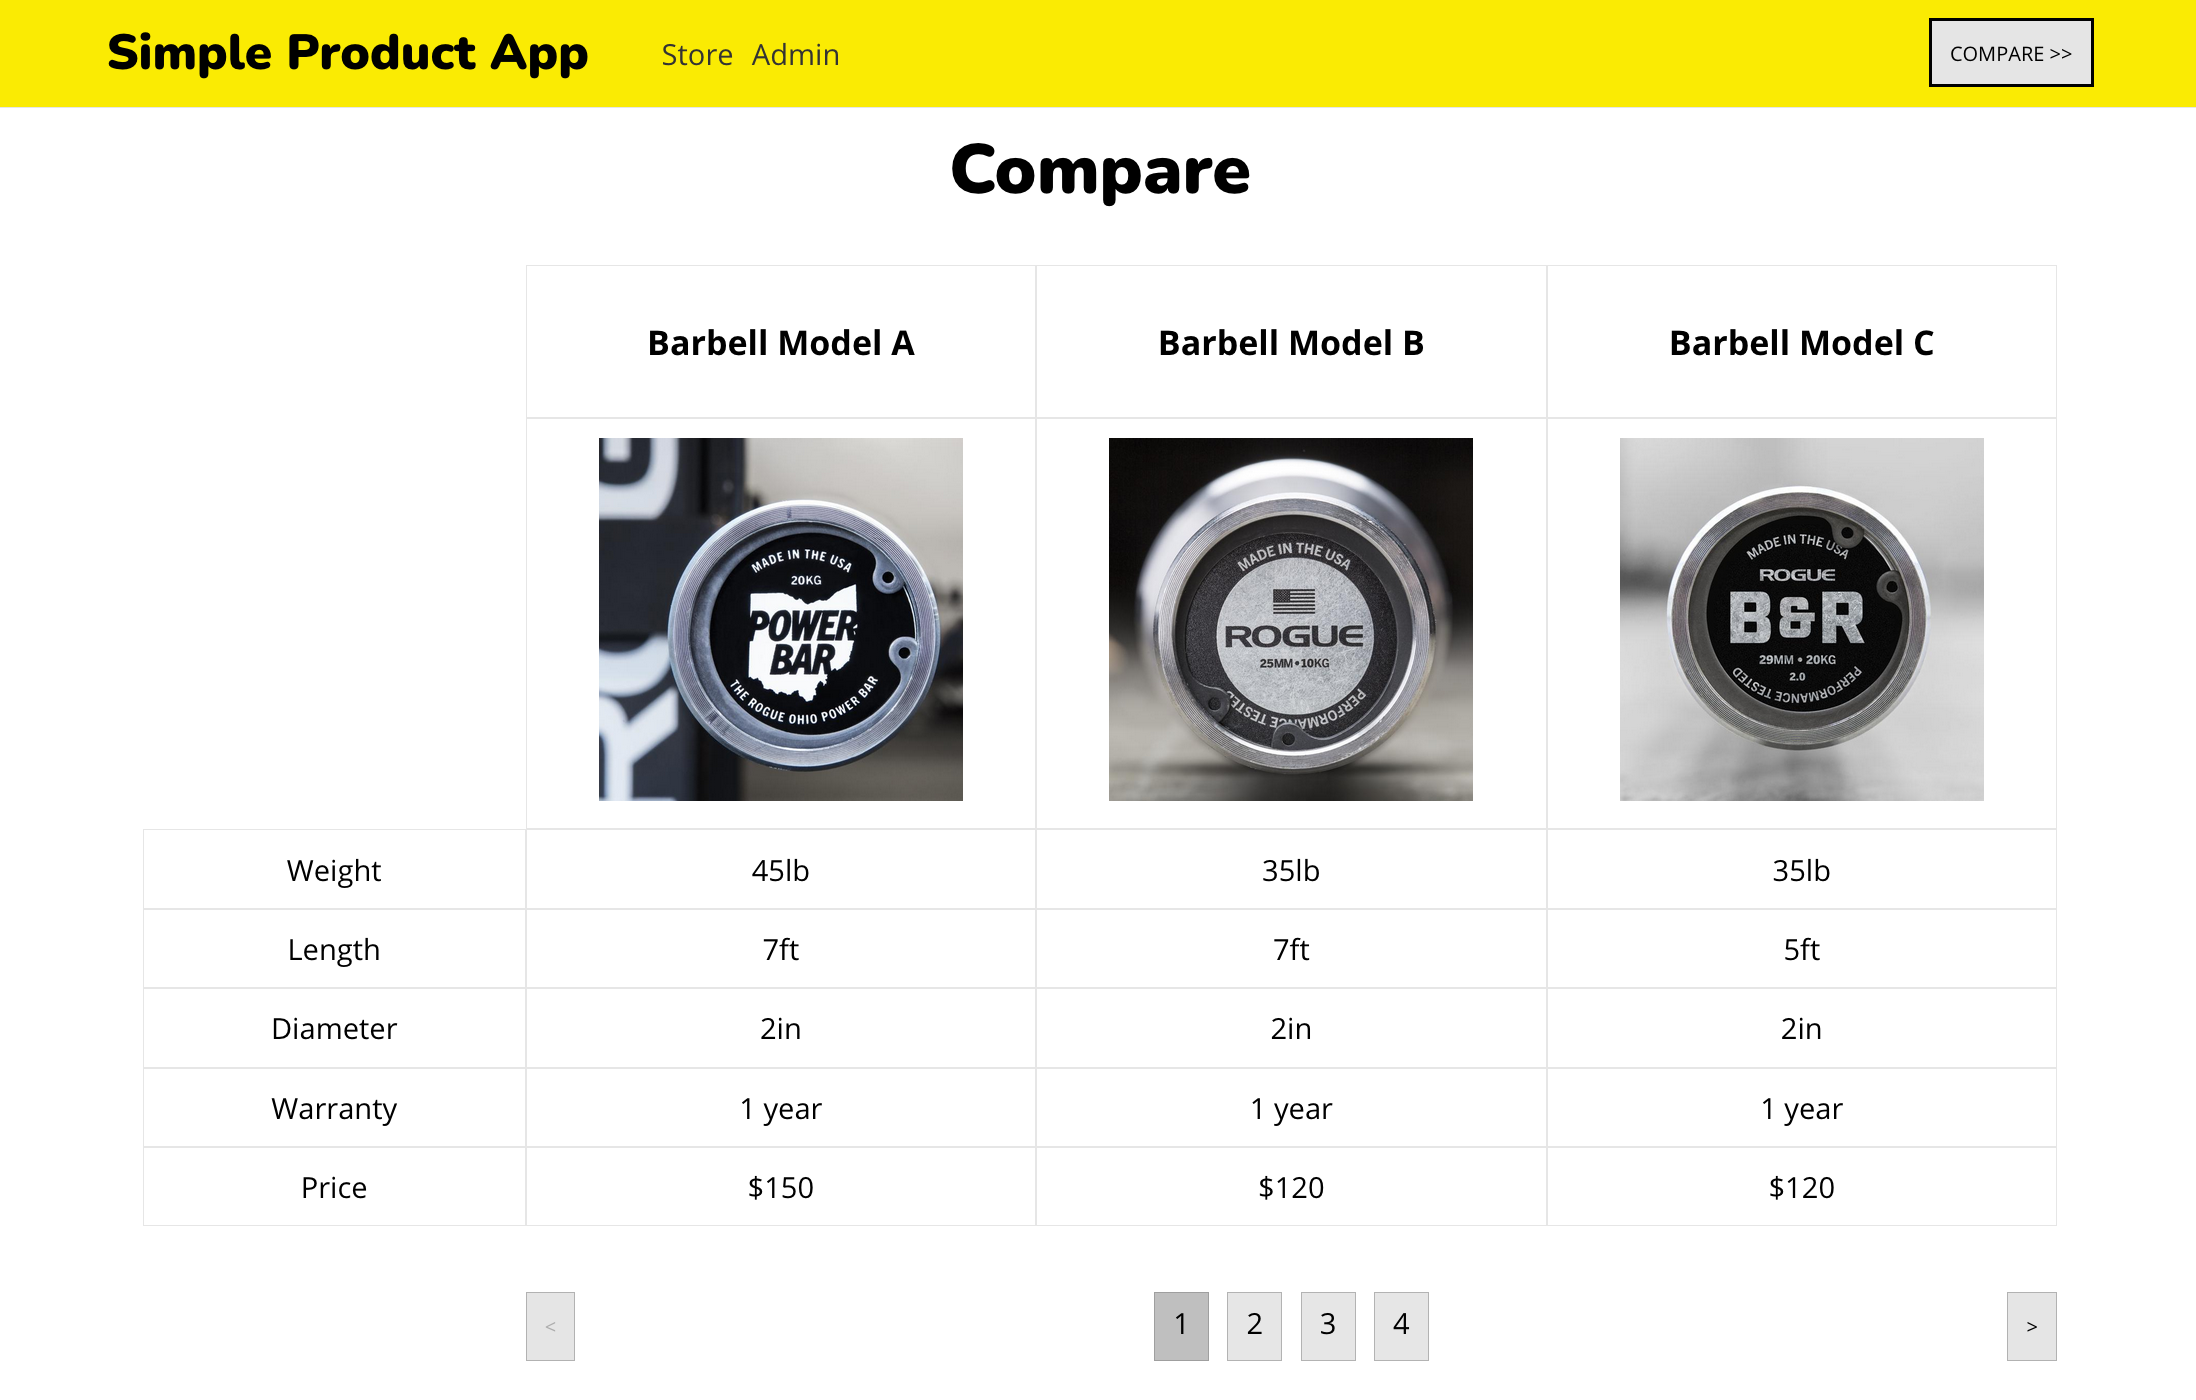 Simple Product App Store Admin COMPARE >>
Compare
Barbell Model A Barbell Model B Barbell Model C
MADE IN THE USA
20KG
POWER
BAR
THE ROGUE OHIO POWER BAR
MADE IN THE USA
ROGUE
25MM•10KG
PERFORMANCE TESTED
MADE IN THE USA
ROGUE
B&R
29MM • 20KG
2.0
PERFORMANCE TESTED
Weight 45lb 35lb 35lb
Length 7ft 7ft 5ft
Diameter 2in 2in 2in
Warranty 1 year 1 year 1 year
Price $150 $120 $120
< 1 2 3 4 >